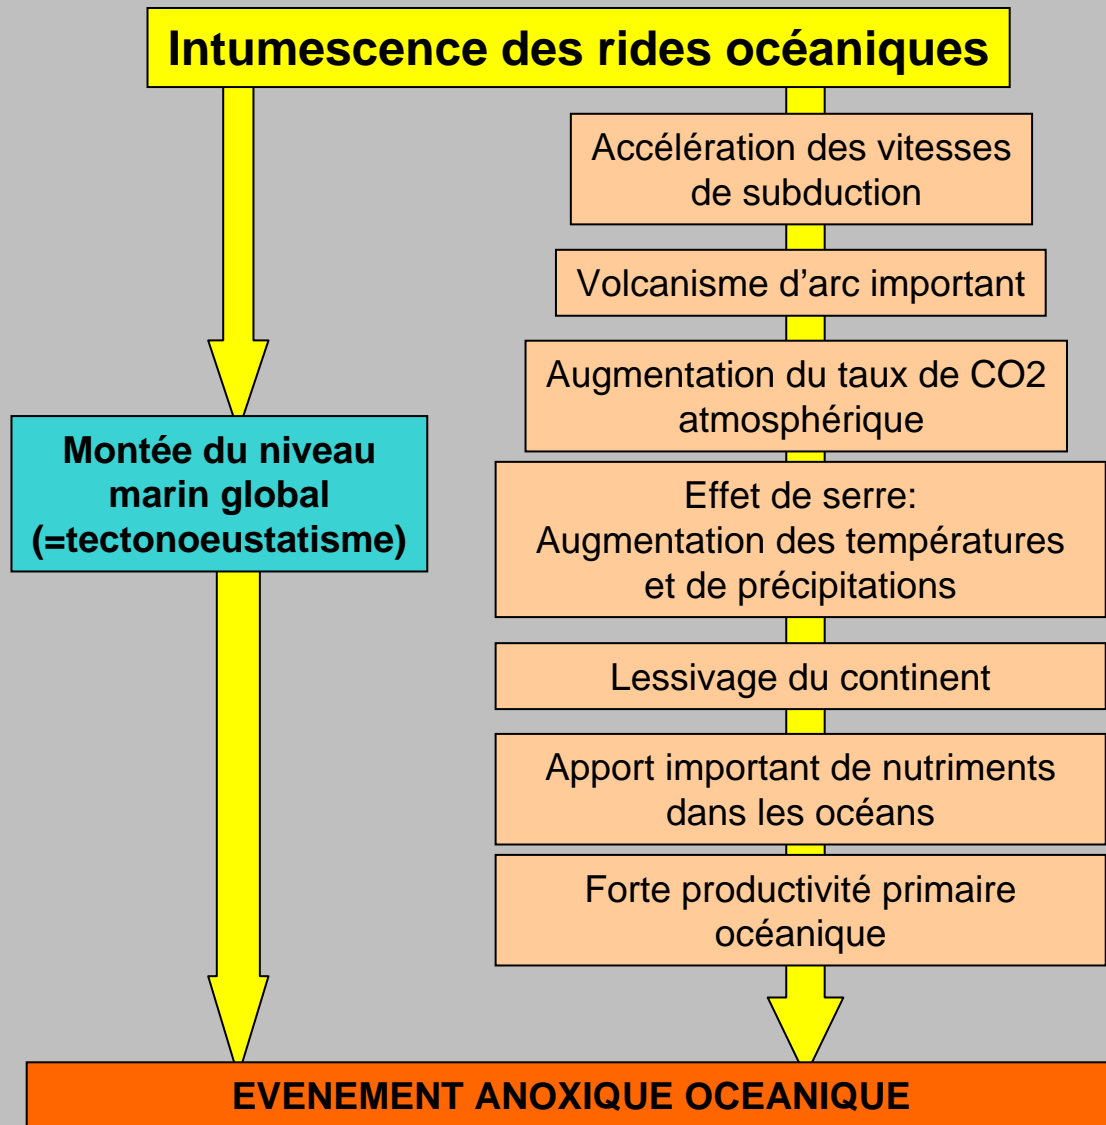 Intumescence des rides océaniques
Accélération des vitesses
de subduction
Volcanisme d'arc important
Augmentation du taux de CO2
atmosphérique
Montée du niveau
marin global
(=tectonoeustatisme)
Effet de serre:
Augmentation des températures
et de précipitations
Lessivage du continent
Apport important de nutriments
dans les océans
Forte productivité primaire
océanique
EVENEMENT ANOXIQUE OCEANIQUE